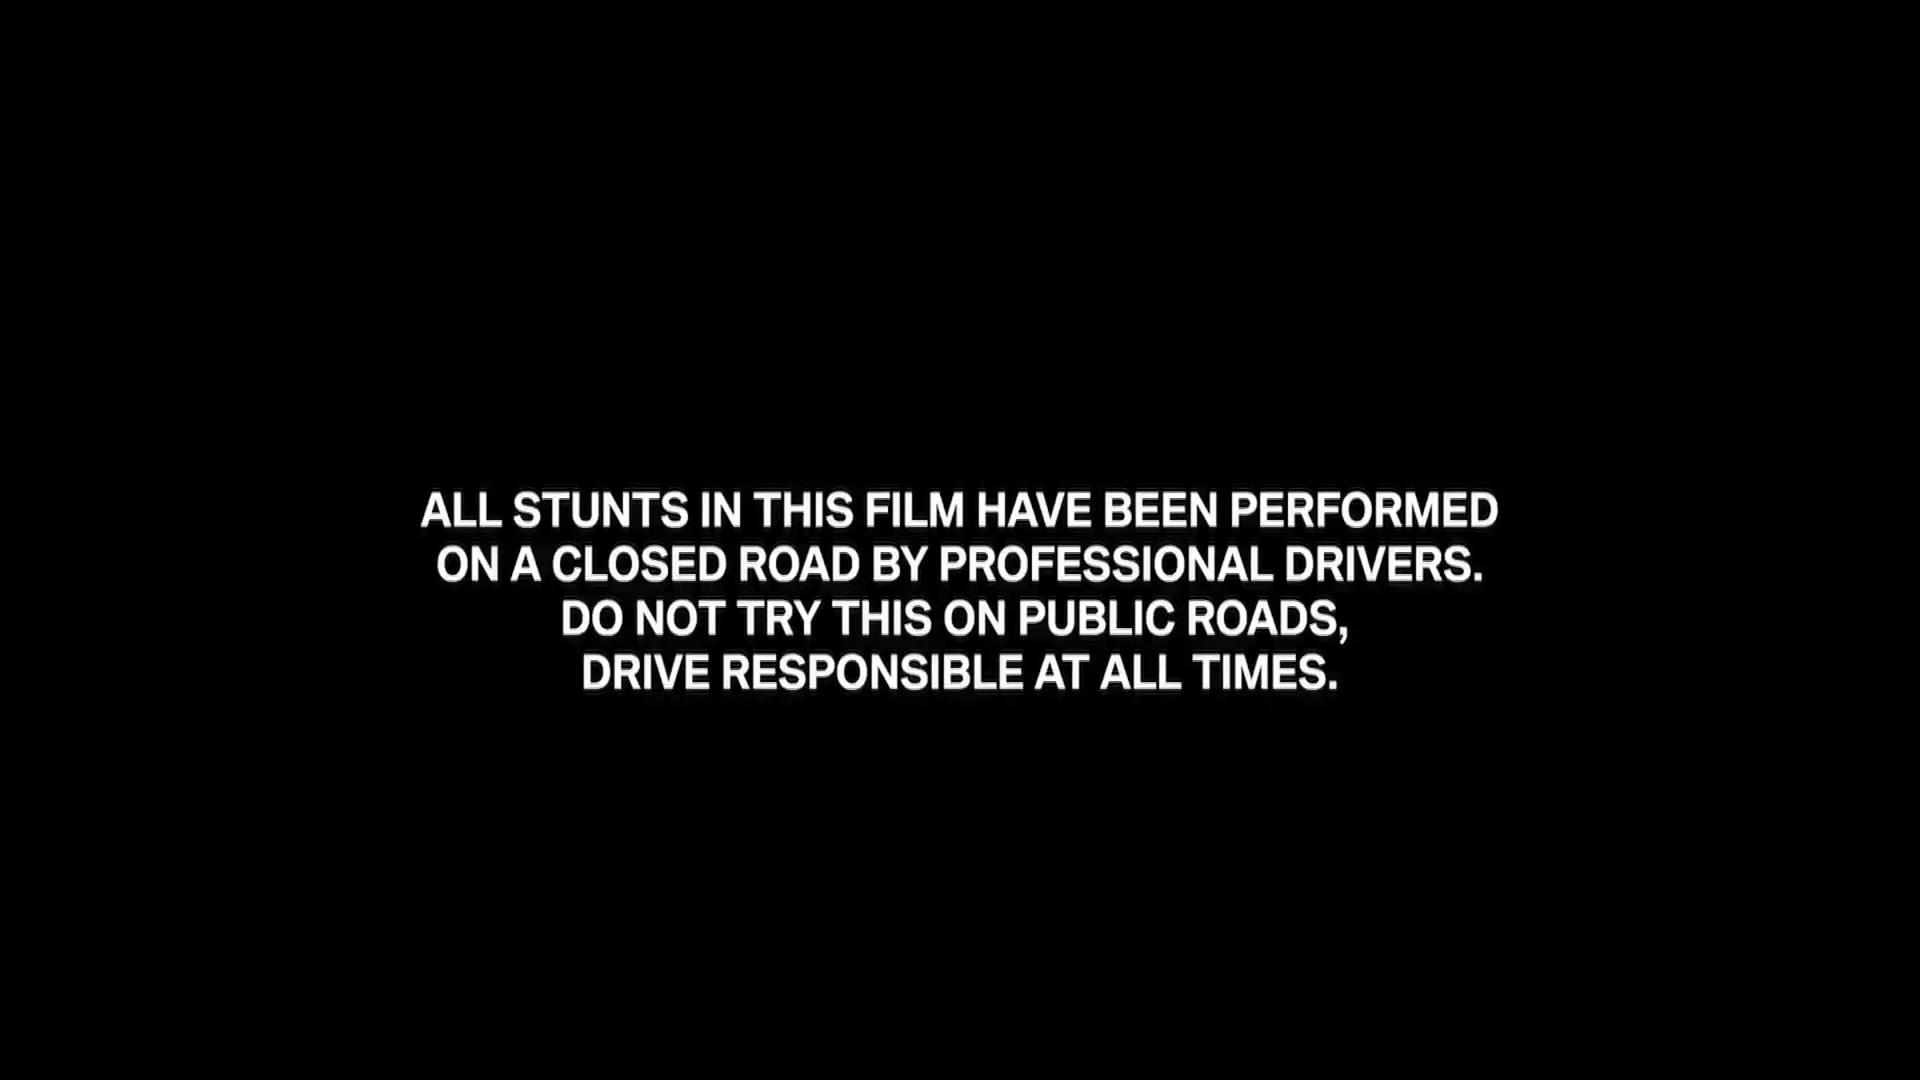 ALL STUNTS IN THIS FILM HAVE BEEN PERFORMED
ON A CLOSED ROAD BY PROFESSIONAL DRIVERS.
DO NOT TRY THIS ON PUBLIC ROADS,
DRIVE RESPONSIBLE AT ALL TIMES.